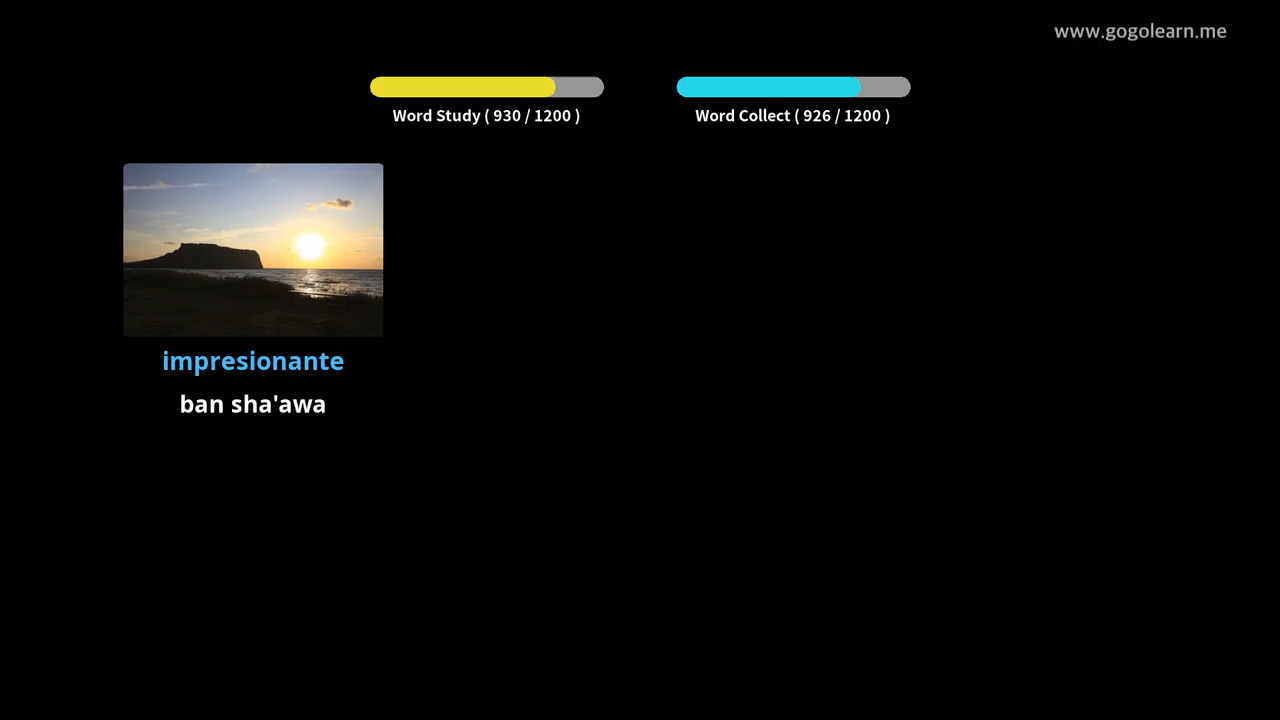 www.gogolearn.me
Word Study ( 930 / 1200 )
Word Collect ( 926 / 1200 )
impresionante
ban sha'awa